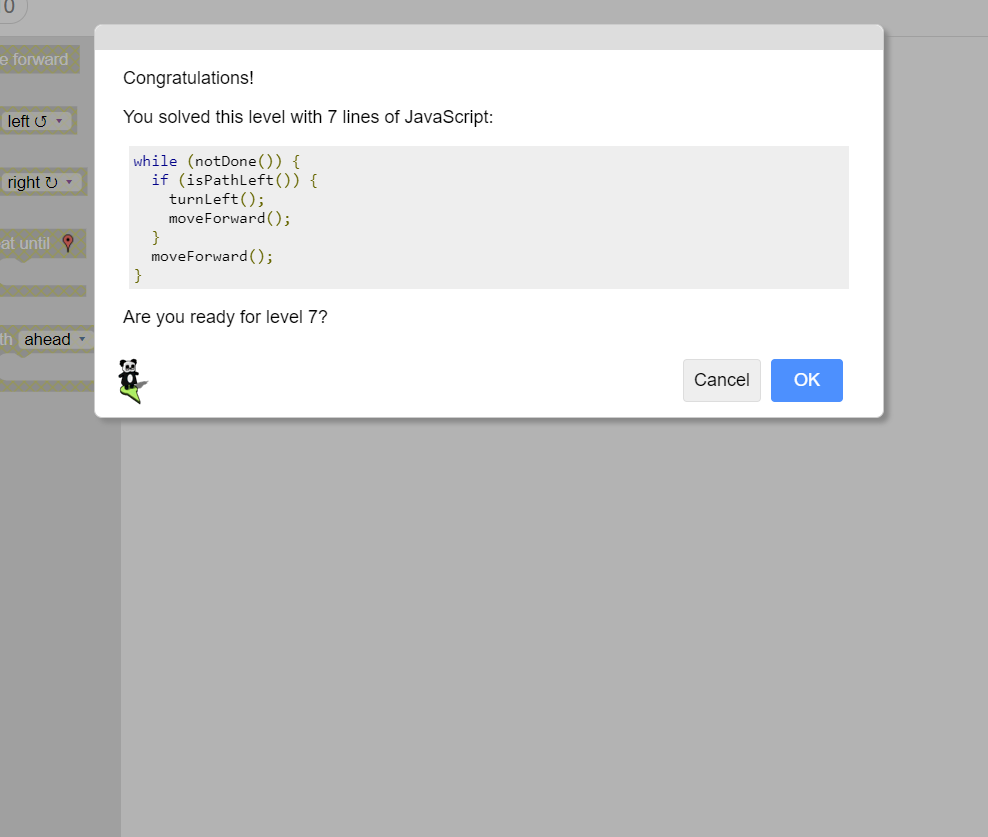 0
e forward
left ↺ ▾
right ↻ ▾
at until
th ahead ▾
Congratulations!
You solved this level with 7 lines of JavaScript:
while (notDone()) {
  if (isPathLeft()) {
    turnLeft();
    moveForward();
  }
  moveForward();
}
Are you ready for level 7?
Cancel OK